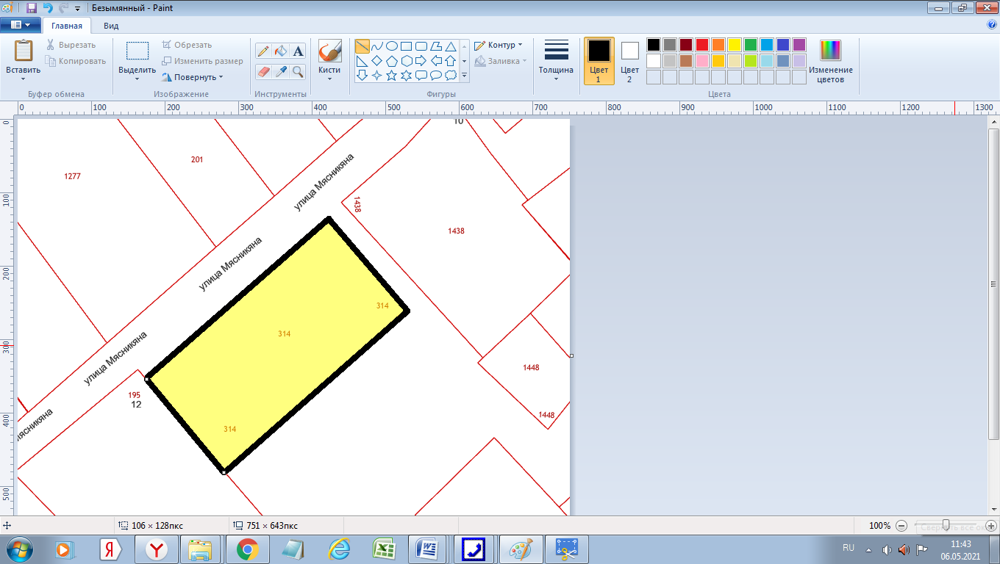 Безымянный - Paint
Главная
Вид
Вставить
Вырезать
Копировать
Буфер обмена
Выделить
Обрезать
Изменить размер
Повернуть
Изображение
A
Инструменты
Кисти
Фигуры
Контур
Заливка
Толщина
Цвет 1
Цвет 2
Изменение цветов
Цвета
0 100 200 300 400 500 600 700 800 900 1000 1100 1200 1300
0
100
200
300
400
500
10
201
1277
улица Мясникяна
1438
1438
улица Мясникяна
314
314
улица Мясникяна
1448
195
12
1448
Мясникяна
314
106 × 128пкс
751 × 643пкс
100%
Свернуть все ок
RU
11:43
06.05.2021